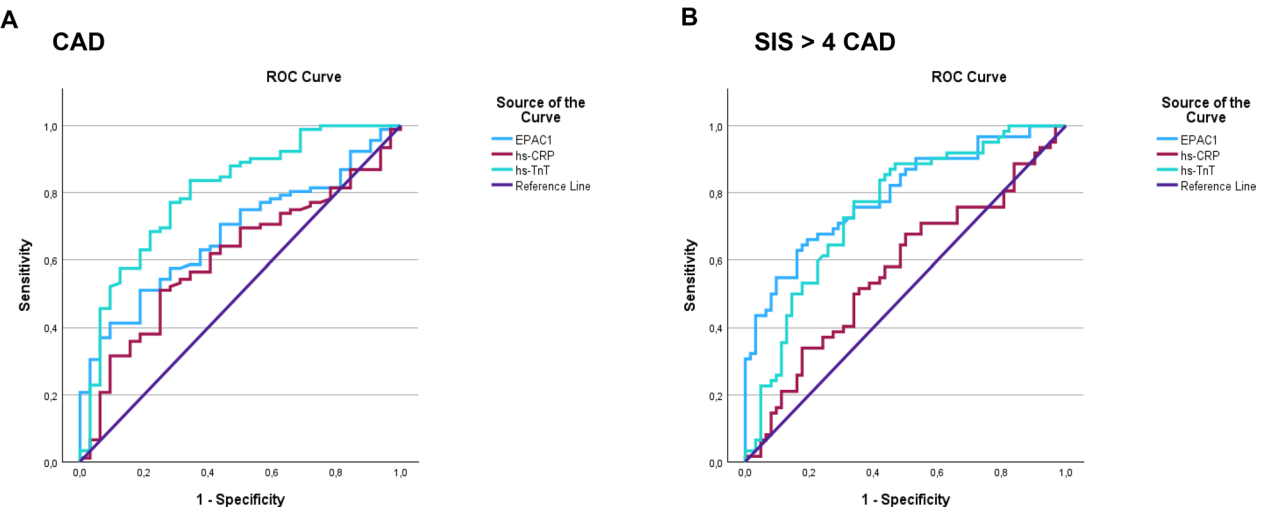 A
CAD
ROC Curve
Source of the
Curve
EPAC1
hs-CRP
hs-TnT
Reference Line
Sensitivity
1,0
0,8
0,6
0,4
0,2
0,0
0,0 0,2 0,4 0,6 0,8 1,0
1 - Specificity
B
SIS > 4 CAD
ROC Curve
Source of the
Curve
EPAC1
hs-CRP
hs-TnT
Reference Line
Sensitivity
1,0
0,8
0,6
0,4
0,2
0,0
0,0 0,2 0,4 0,6 0,8 1,0
1 - Specificity